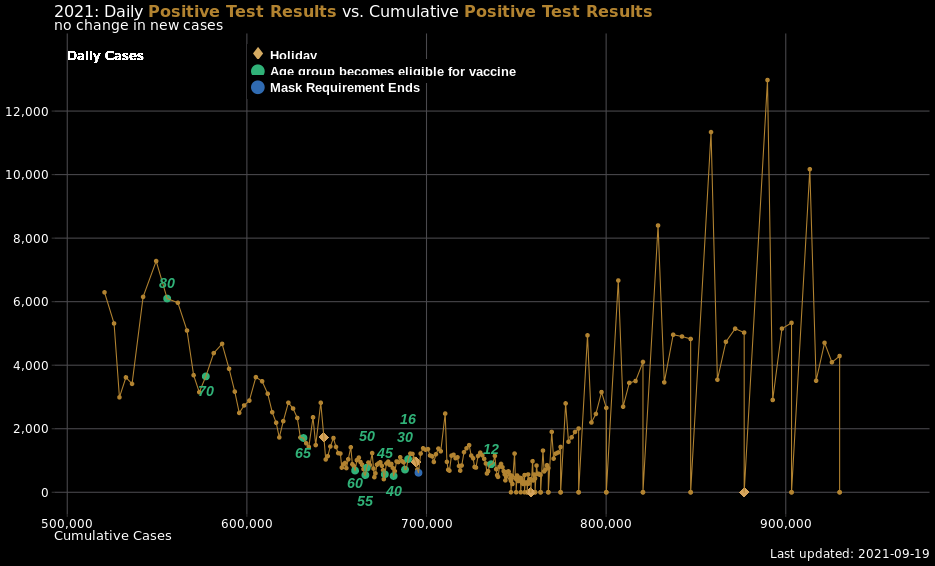 2021: Daily Positive Test Results vs. Cumulative Positive Test Results
no change in new cases
Daily Cases
Holiday
Age group becomes eligible for vaccine
Mask Requirement Ends
12,000
10,000
8,000
6,000
4,000
2,000
0
80
70
65
60
50
55
45
40
16
30
12
500,000
600,000
700,000
800,000
900,000
Cumulative Cases
Last updated: 2021-09-19